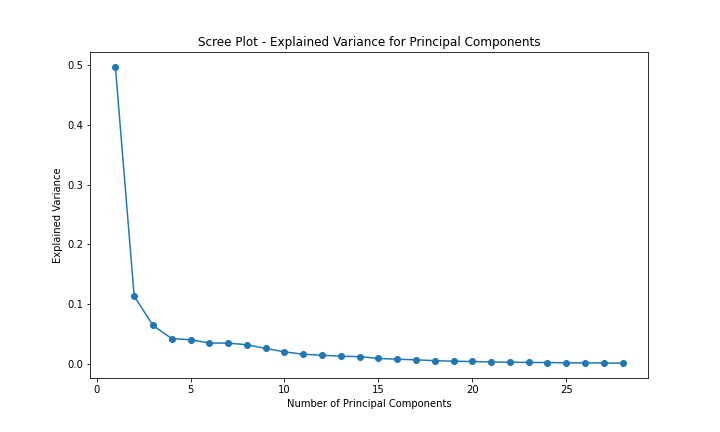 Scree Plot - Explained Variance for Principal Components
Explained Variance
0.5
0.4
0.3
0.2
0.1
0.0
0 5 10 15 20 25
Number of Principal Components